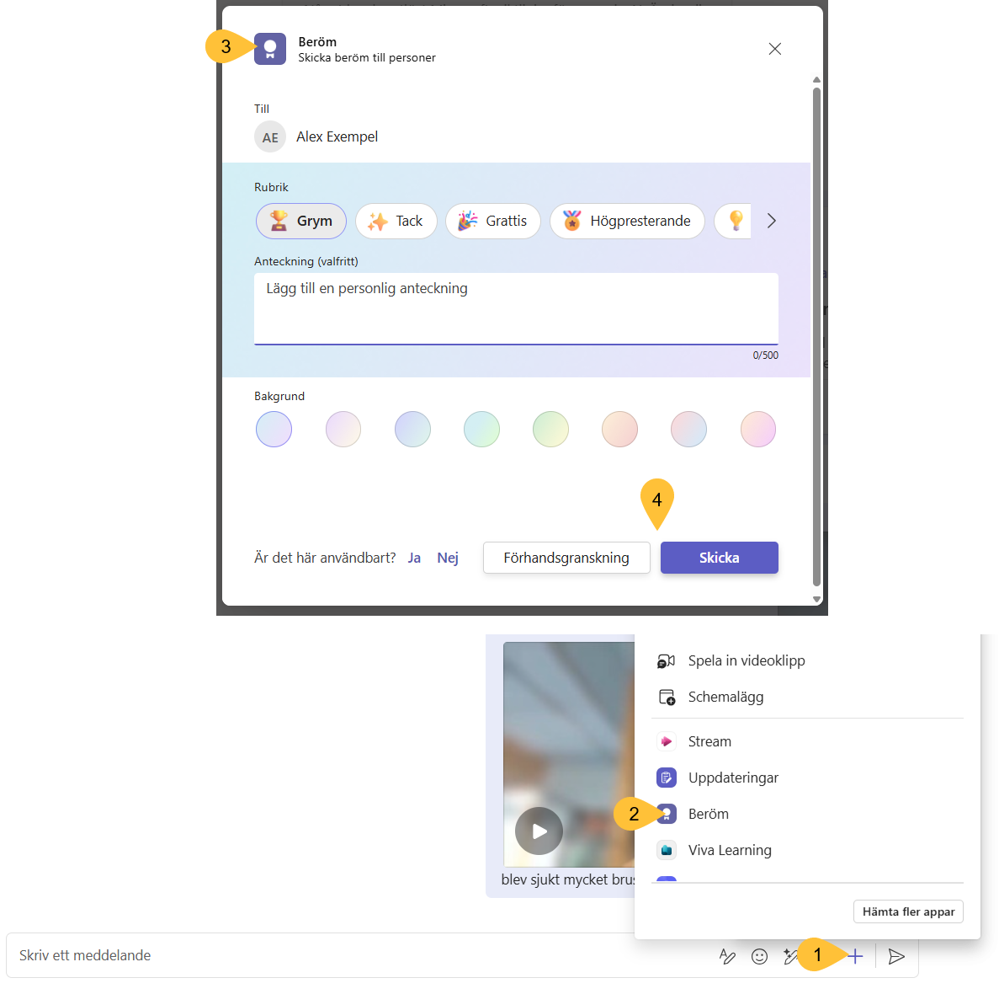 3
Beröm
Skicka beröm till personer
Till
AE
Alex Exempel
Rubrik
Grym
Tack
Grattis
Högpresterande
Anteckning (valfritt)
Lägg till en personlig anteckning
0/500
Bakgrund
4
Är det här användbart?
Ja
Nej
Förhandsgranskning
Skicka
Spela in videoklipp
Schemalägg
Stream
Uppdateringar
2
Beröm
Viva Learning
blev sjukt mycket brus
Hämta fler appar
Skriv ett meddelande
1